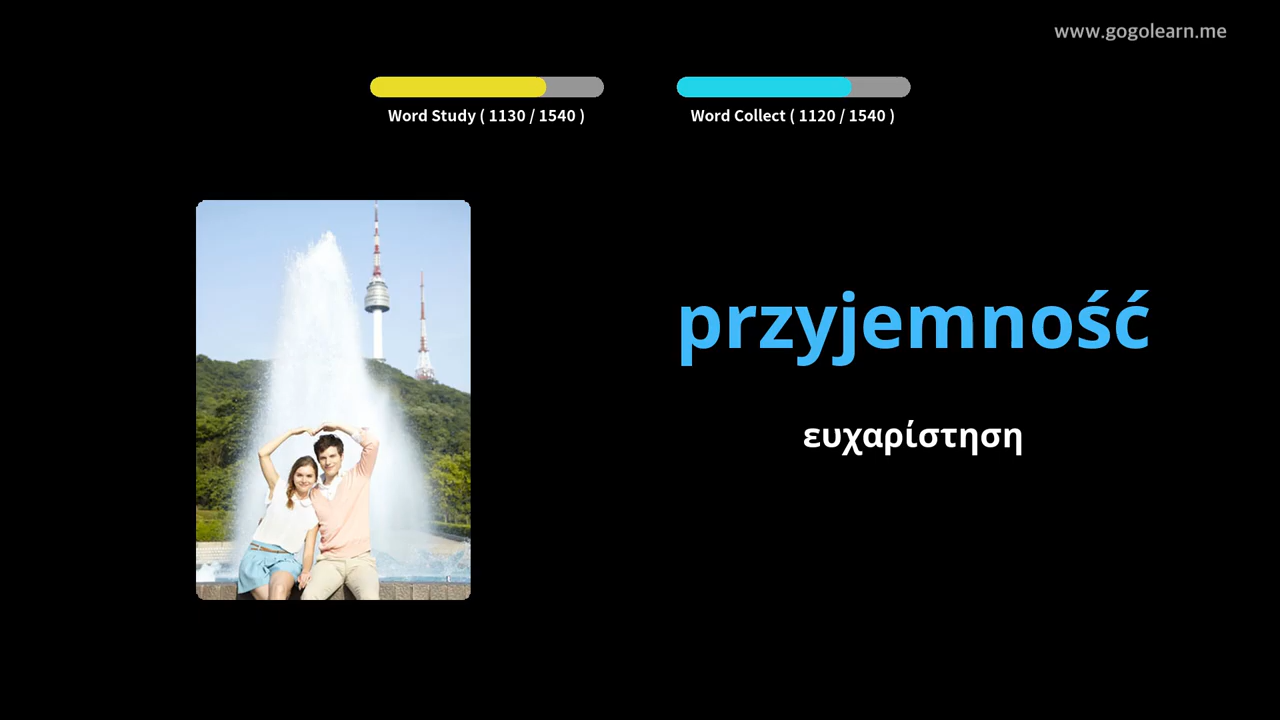 www.gogolearn.me
Word Study ( 1130 / 1540 )
Word Collect ( 1120 / 1540 )
przyjemność
ευχαρίστηση